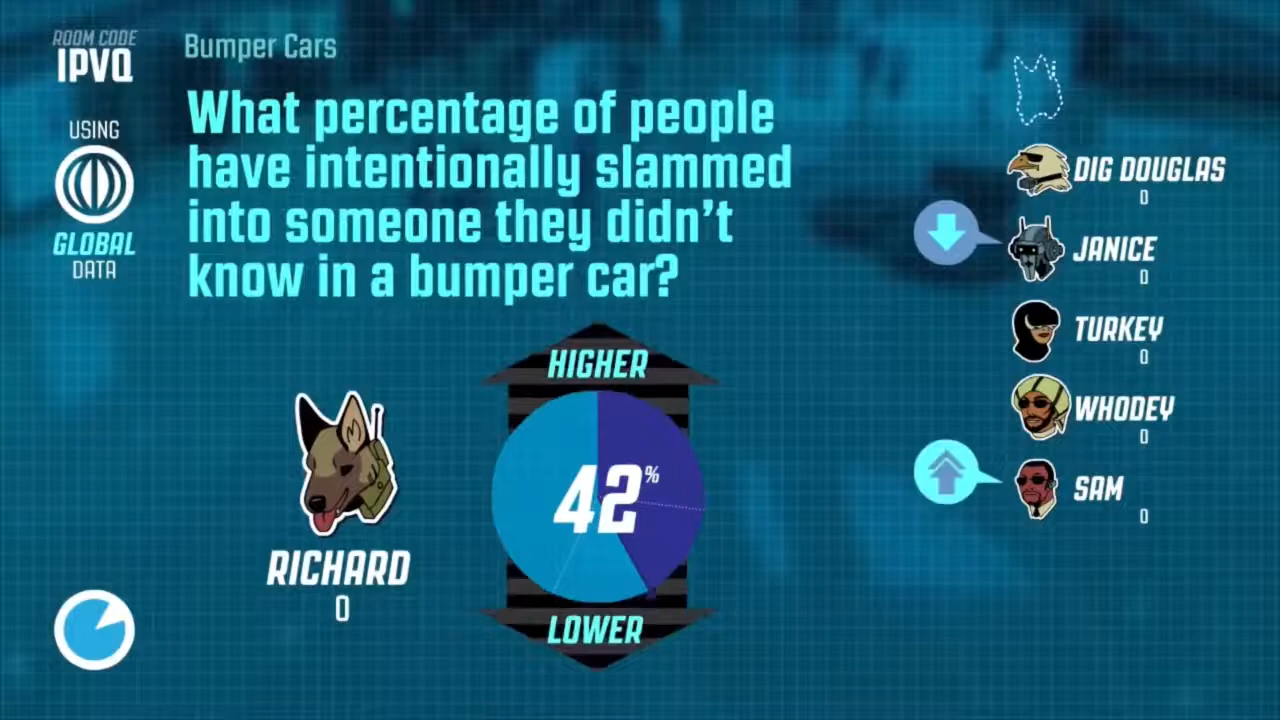 ROOM CODE
IPVQ
USING
GLOBAL
DATA
Bumper Cars
What percentage of people
have intentionally slammed
into someone they didn't
know in a bumper car?
HIGHER
42%
LOWER
RICHARD
0
DIG DOUGLAS
0
JANICE
0
TURKEY
0
WHODEY
0
SAM
0